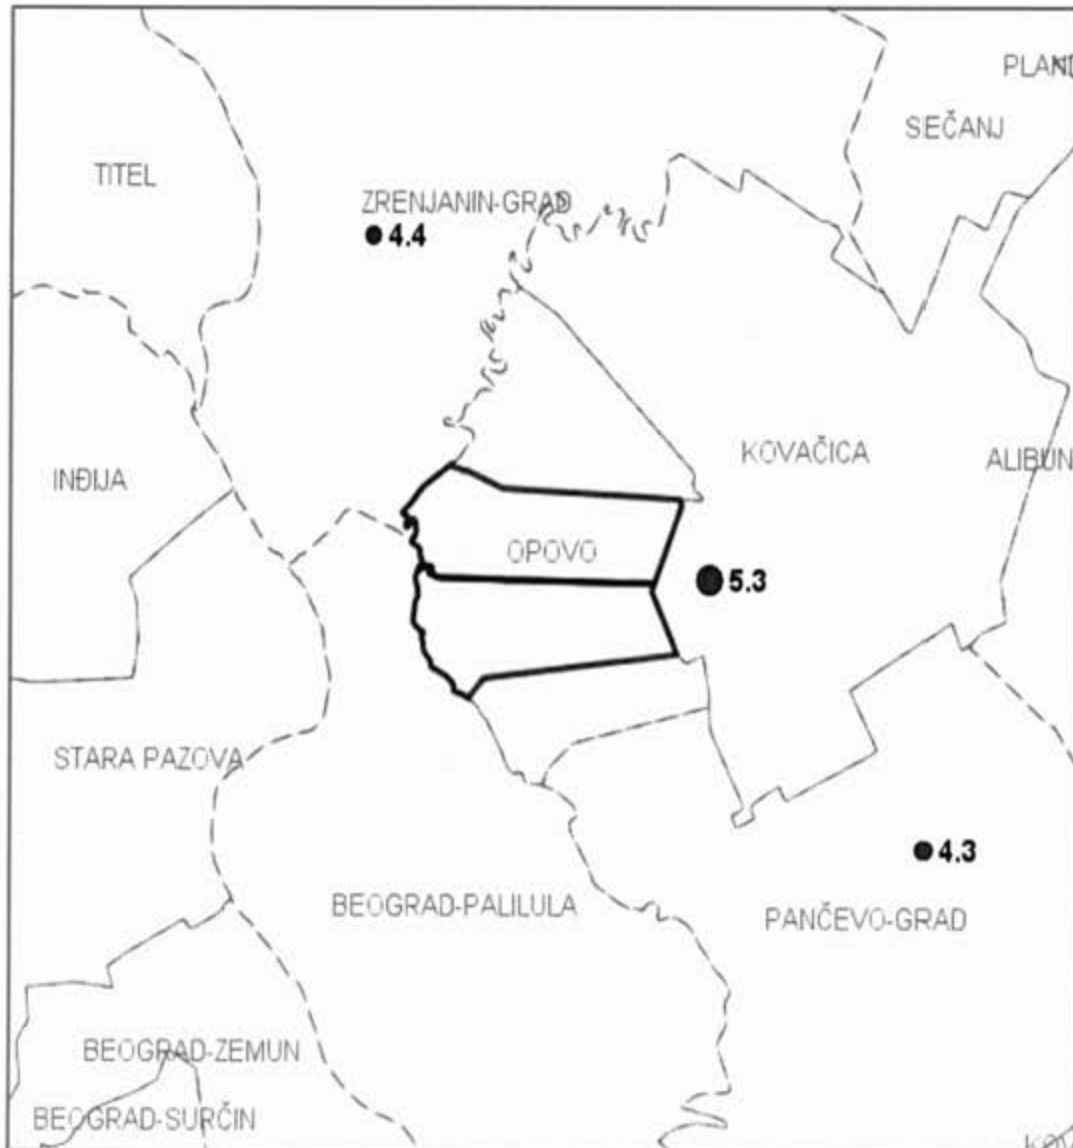 PLAND
SEČANJ
TITEL
ZRENJANIN-GRAD
4.4
KOVAČICA
ALIBUN
INĐIJA
OPOVO
5.3
STARA PAZOVA
4.3
BEOGRAD-PALILULA
PANČEVO-GRAD
BEOGRAD-ZEMUN
BEOGRAD-SURČIN